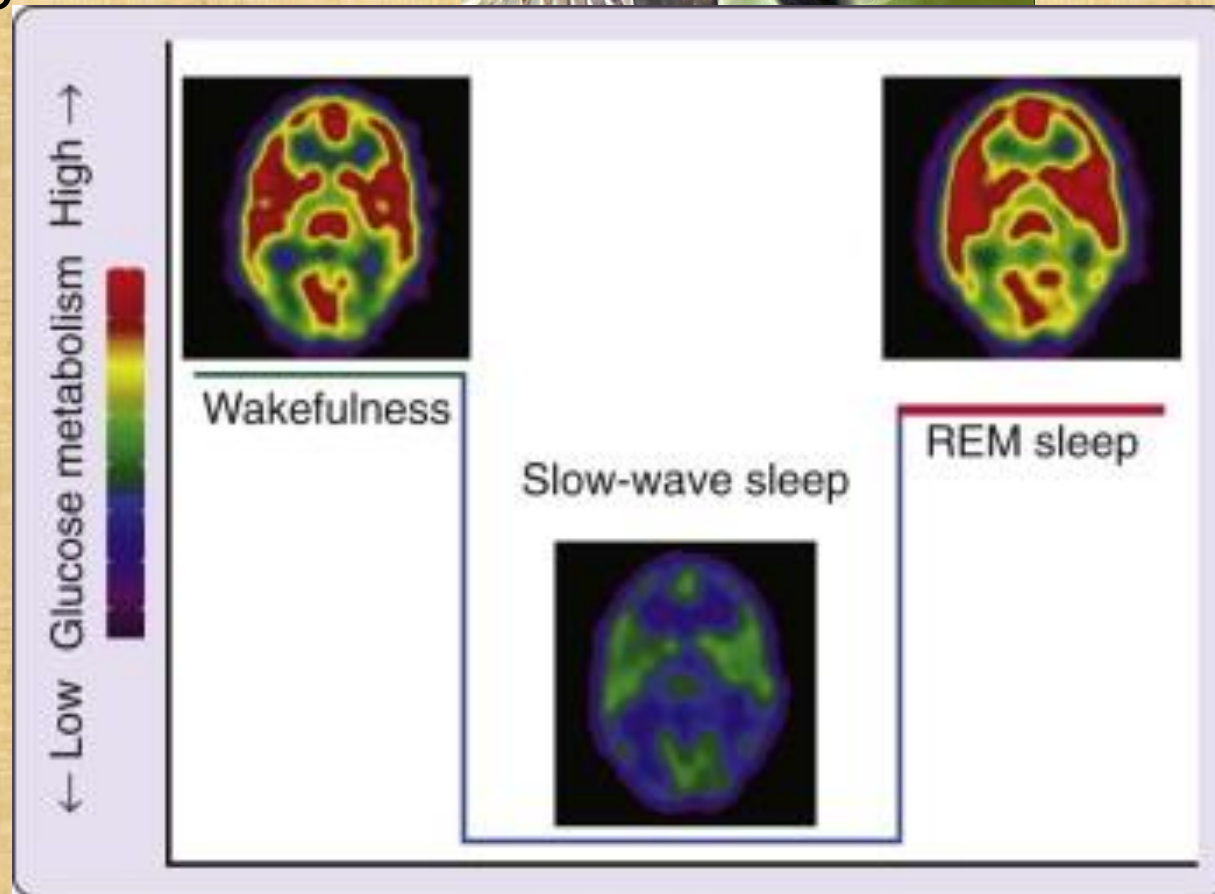 ← Low Glucose metabolism High →
Wakefulness
Slow-wave sleep
REM sleep